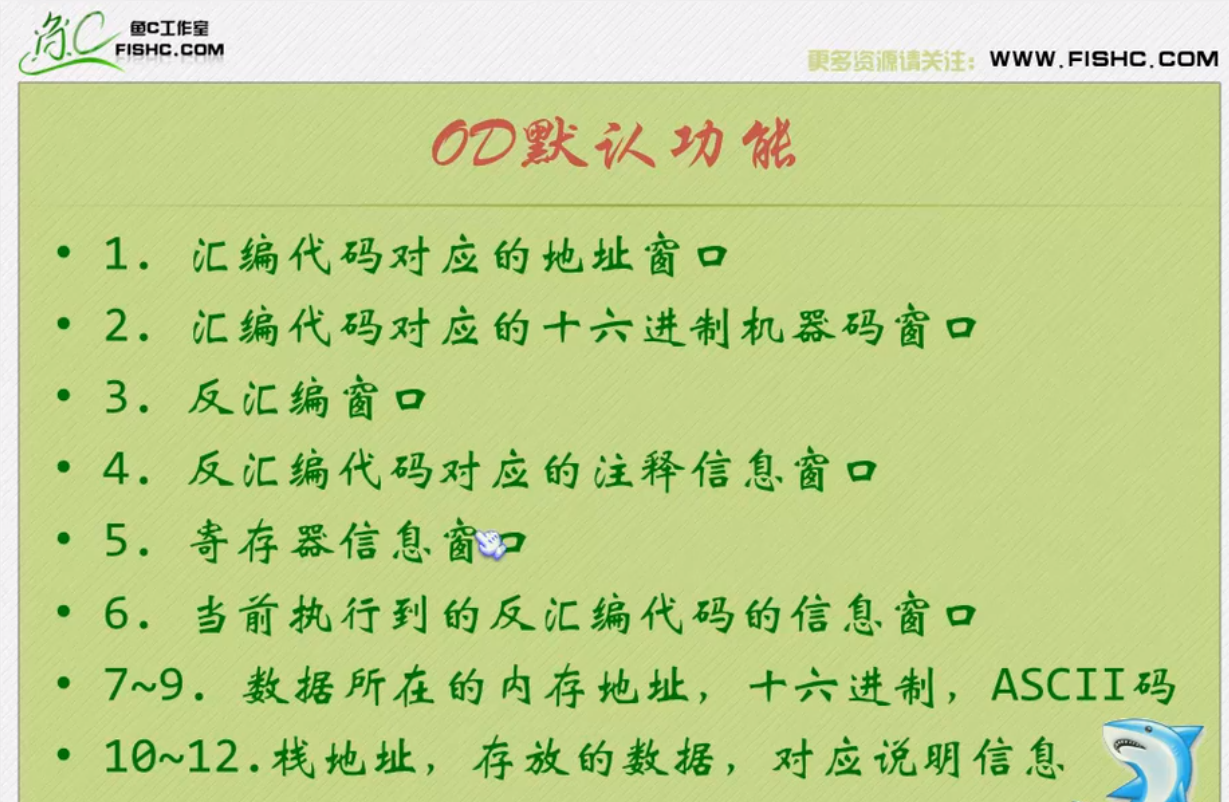 鱼C
鱼C工作室
FISHC.COM
更多资源请关注：WWW.FISHC.COM
OD默认功能
• 1. 汇编代码对应的地址窗口
• 2. 汇编代码对应的十六进制机器码窗口
• 3. 反汇编窗口
• 4. 反汇编代码对应的注释信息窗口
• 5. 寄存器信息窗口
• 6. 当前执行到的反汇编代码的信息窗口
• 7~9. 数据所在的内存地址，十六进制，ASCII码
• 10~12.栈地址，存放的数据，对应说明信息